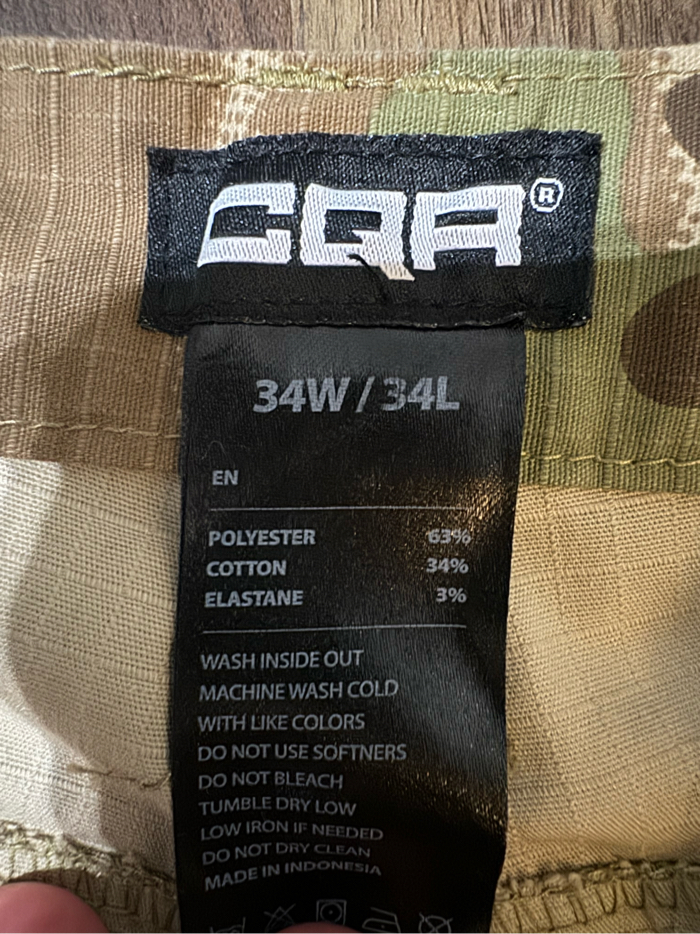 CQA®
34W / 34L
EN
POLYESTER 63%
COTTON 34%
ELASTANE 3%
WASH INSIDE OUT
MACHINE WASH COLD
WITH LIKE COLORS
DO NOT USE SOFTNERS
DO NOT BLEACH
TUMBLE DRY LOW
LOW IRON IF NEEDED
DO NOT DRY CLEAN
MADE IN INDONESIA